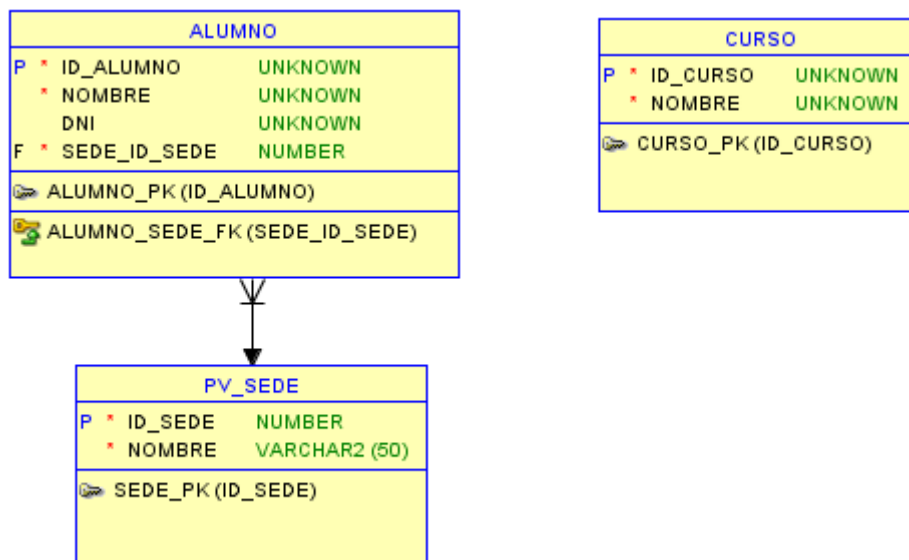 ALUMNO
P * ID_ALUMNO UNKNOWN
* NOMBRE UNKNOWN
DNI UNKNOWN
F * SEDE_ID_SEDE NUMBER
ALUMNO_PK (ID_ALUMNO)
ALUMNO_SEDE_FK (SEDE_ID_SEDE)
CURSO
P * ID_CURSO UNKNOWN
* NOMBRE UNKNOWN
CURSO_PK (ID_CURSO)
PV_SEDE
P * ID_SEDE NUMBER
* NOMBRE VARCHAR2 (50)
SEDE_PK (ID_SEDE)